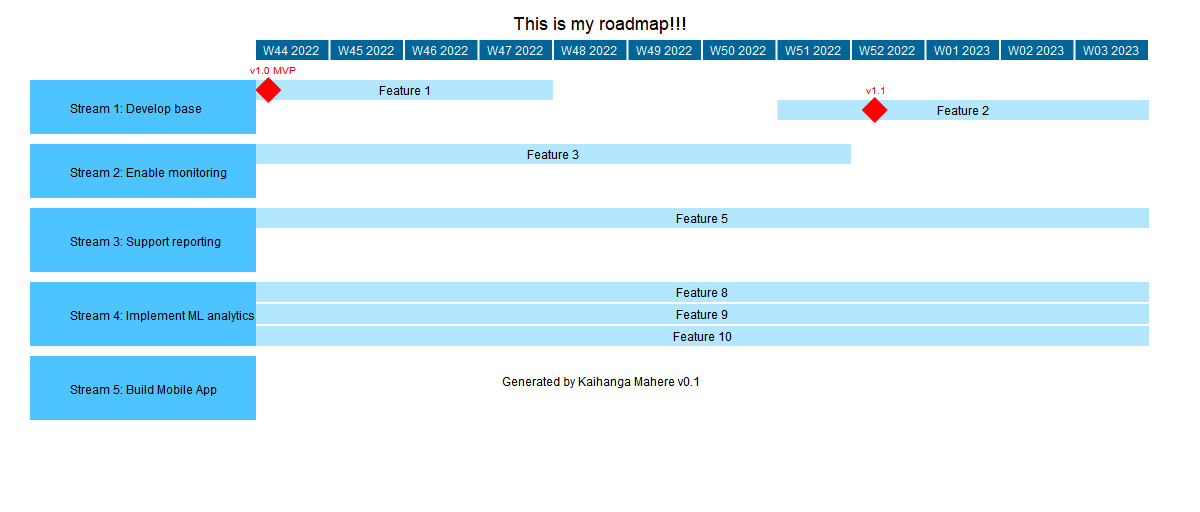 This is my roadmap!!!
W44 2022 W45 2022 W46 2022 W47 2022 W48 2022 W49 2022 W50 2022 W51 2022 W52 2022 W01 2023 W02 2023 W03 2023
v1.0 MVP
Feature 1
v1.1
Stream 1: Develop base
Feature 2
Feature 3
Stream 2: Enable monitoring
Feature 5
Stream 3: Support reporting
Feature 8
Stream 4: Implement ML analytics
Feature 9
Feature 10
Stream 5: Build Mobile App
Generated by Kaihanga Mahere v0.1